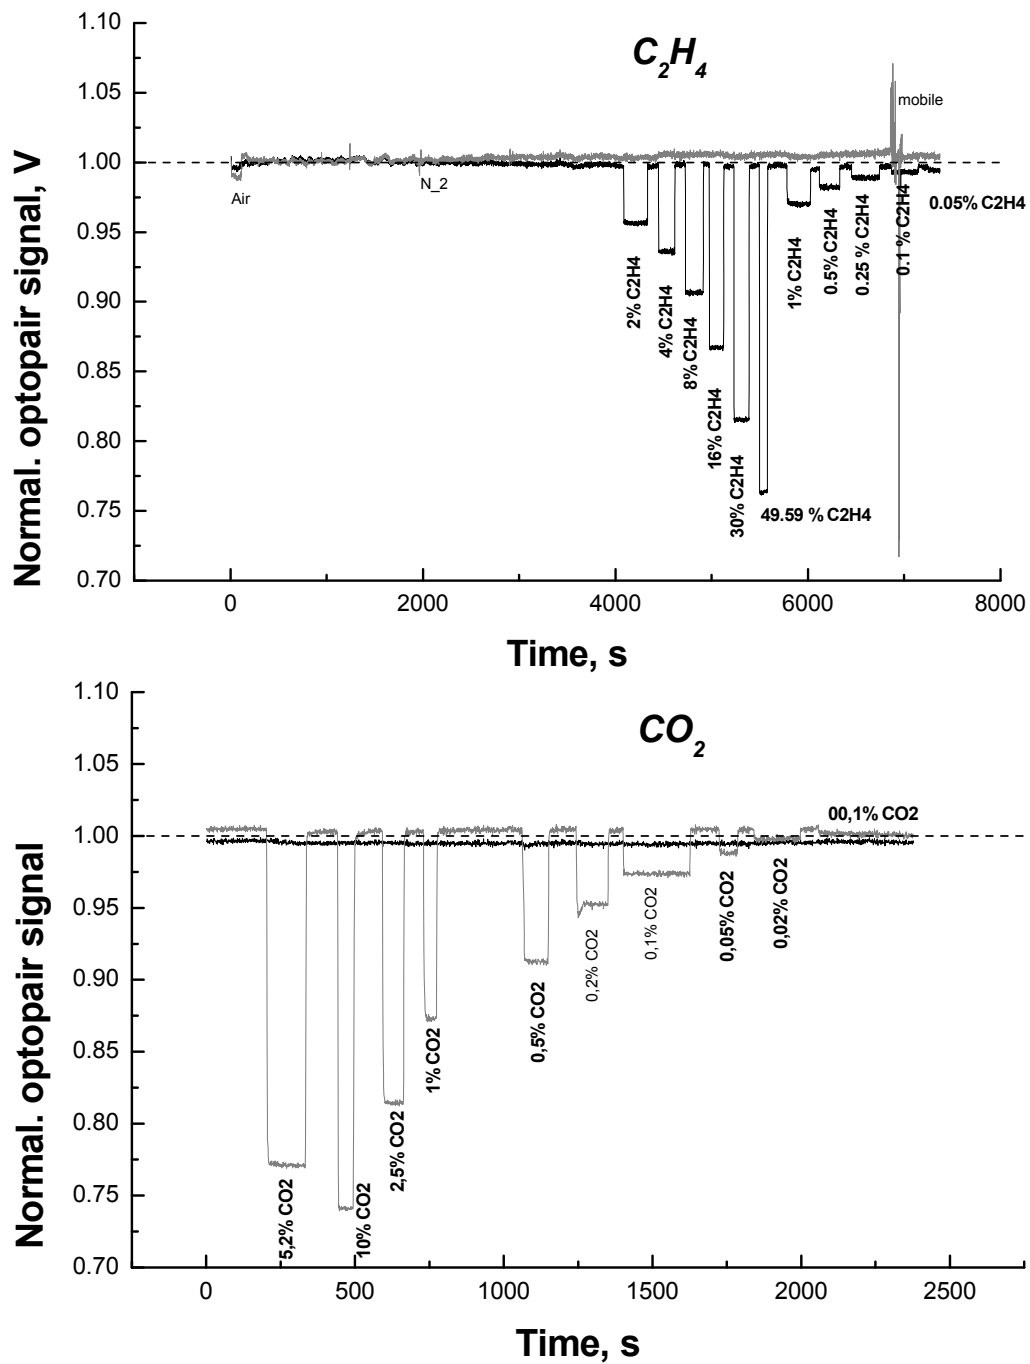 1.10
1.05
1.00
0.95
0.90
0.85
0.80
0.75
0.70
Normal. optopair signal, V
C2H4
mobile
Air
N_2
2% C2H4
4% C2H4
8% C2H4
16% C2H4
30% C2H4
49.59 % C2H4
1% C2H4
0.5% C2H4
0.25 % C2H4
0.1 % C2H4
0.05% C2H4
0 2000 4000 6000 8000
Time, s
1.10
1.05
1.00
0.95
0.90
0.85
0.80
0.75
0.70
Normal. optopair signal
CO2
5,2% CO2
10% CO2
2,5% CO2
1% CO2
0,5% CO2
0,2% CO2
0,1% CO2
0,05% CO2
0,02% CO2
00,1% CO2
0 500 1000 1500 2000 2500
Time, s